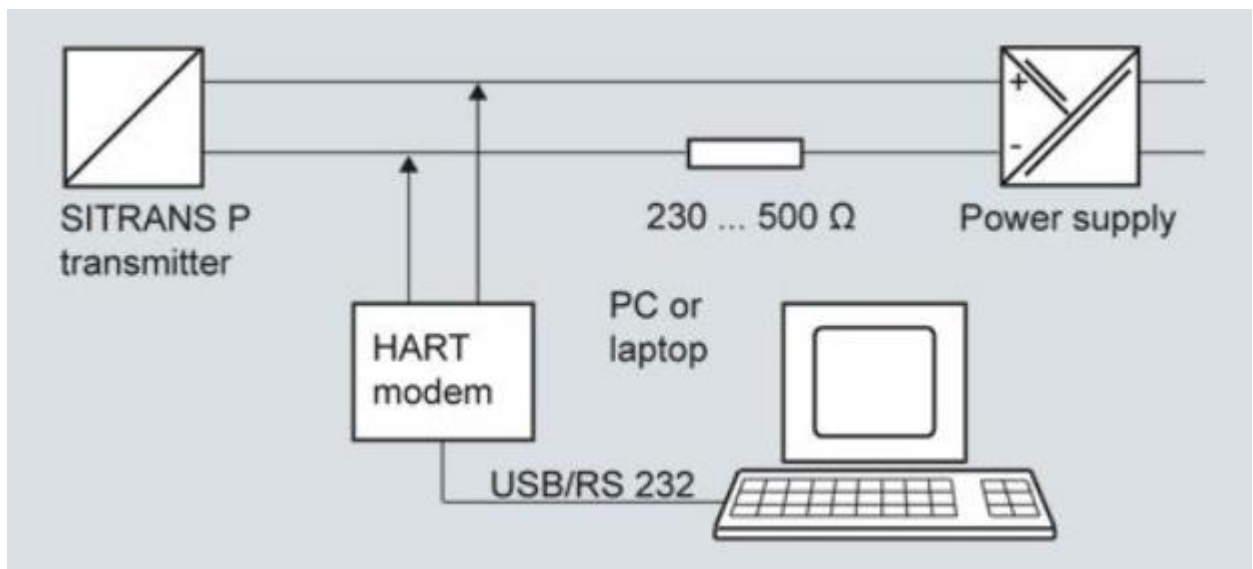 +
-
SITRANS P
transmitter
230 ... 500 Ω
Power supply
PC or
laptop
HART
modem
USB/RS 232